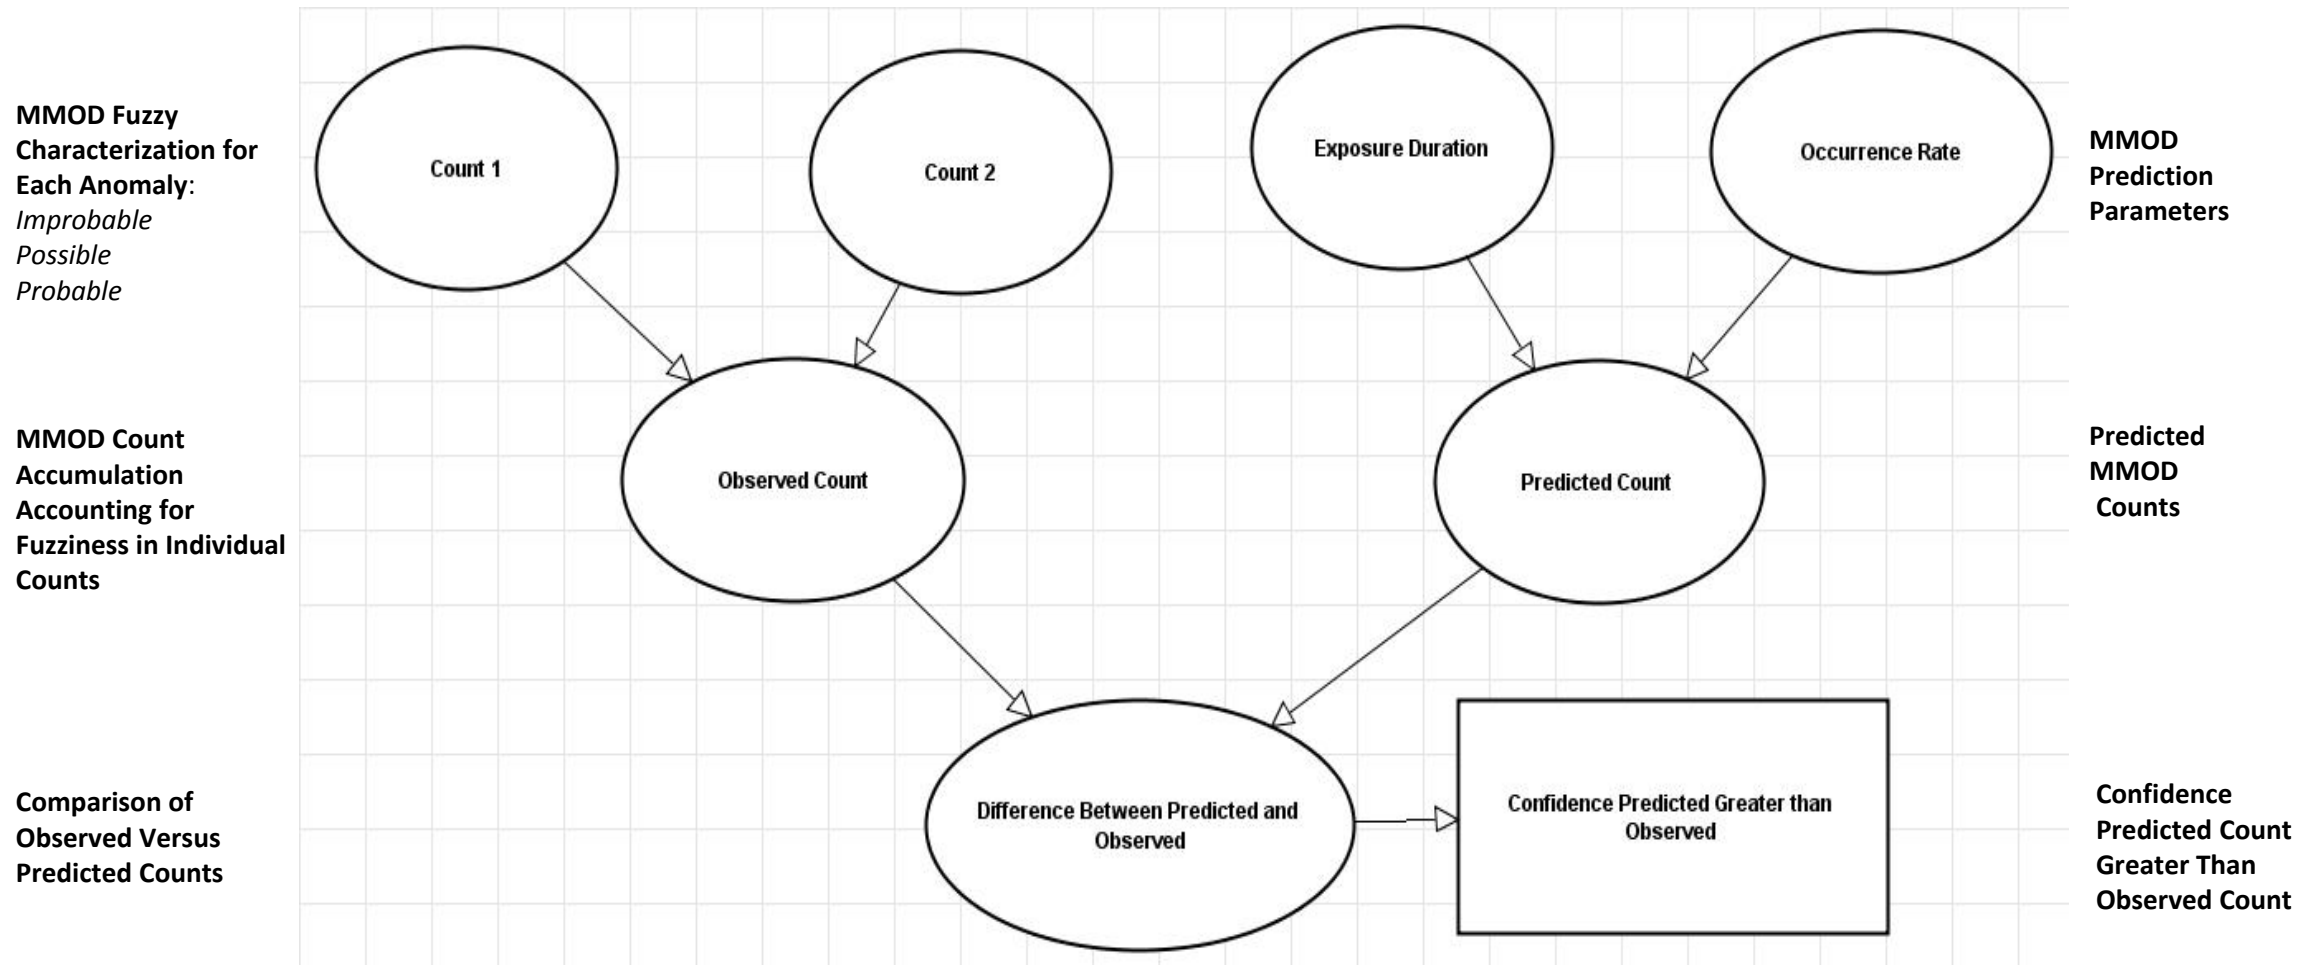 MMOD Fuzzy
Characterization for
Each Anomaly:
Improbable
Possible
Probable
Count 1
Count 2
Exposure Duration
Occurrence Rate
MMOD
Prediction
Parameters
MMOD Count
Accumulation
Accounting for
Fuzziness in Individual
Counts
Observed Count
Predicted Count
Predicted
MMOD
Counts
Comparison of
Observed Versus
Predicted Counts
Difference Between Predicted and
Observed
Confidence Predicted Greater than
Observed
Confidence
Predicted Count
Greater Than
Observed Count